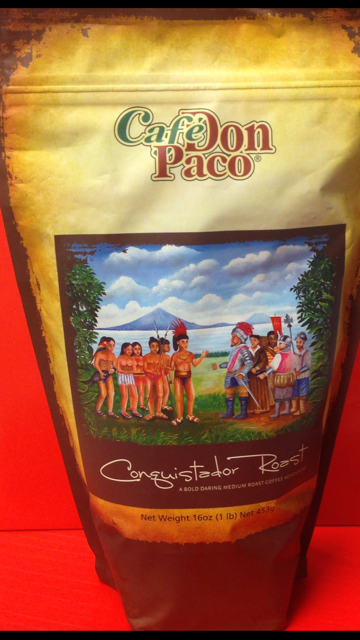 Café Don
Paco®
Conquistador Roast
A BOLD DARING MEDIUM ROAST COFFEE
Net Weight 16oz (1 lb) Net 453g